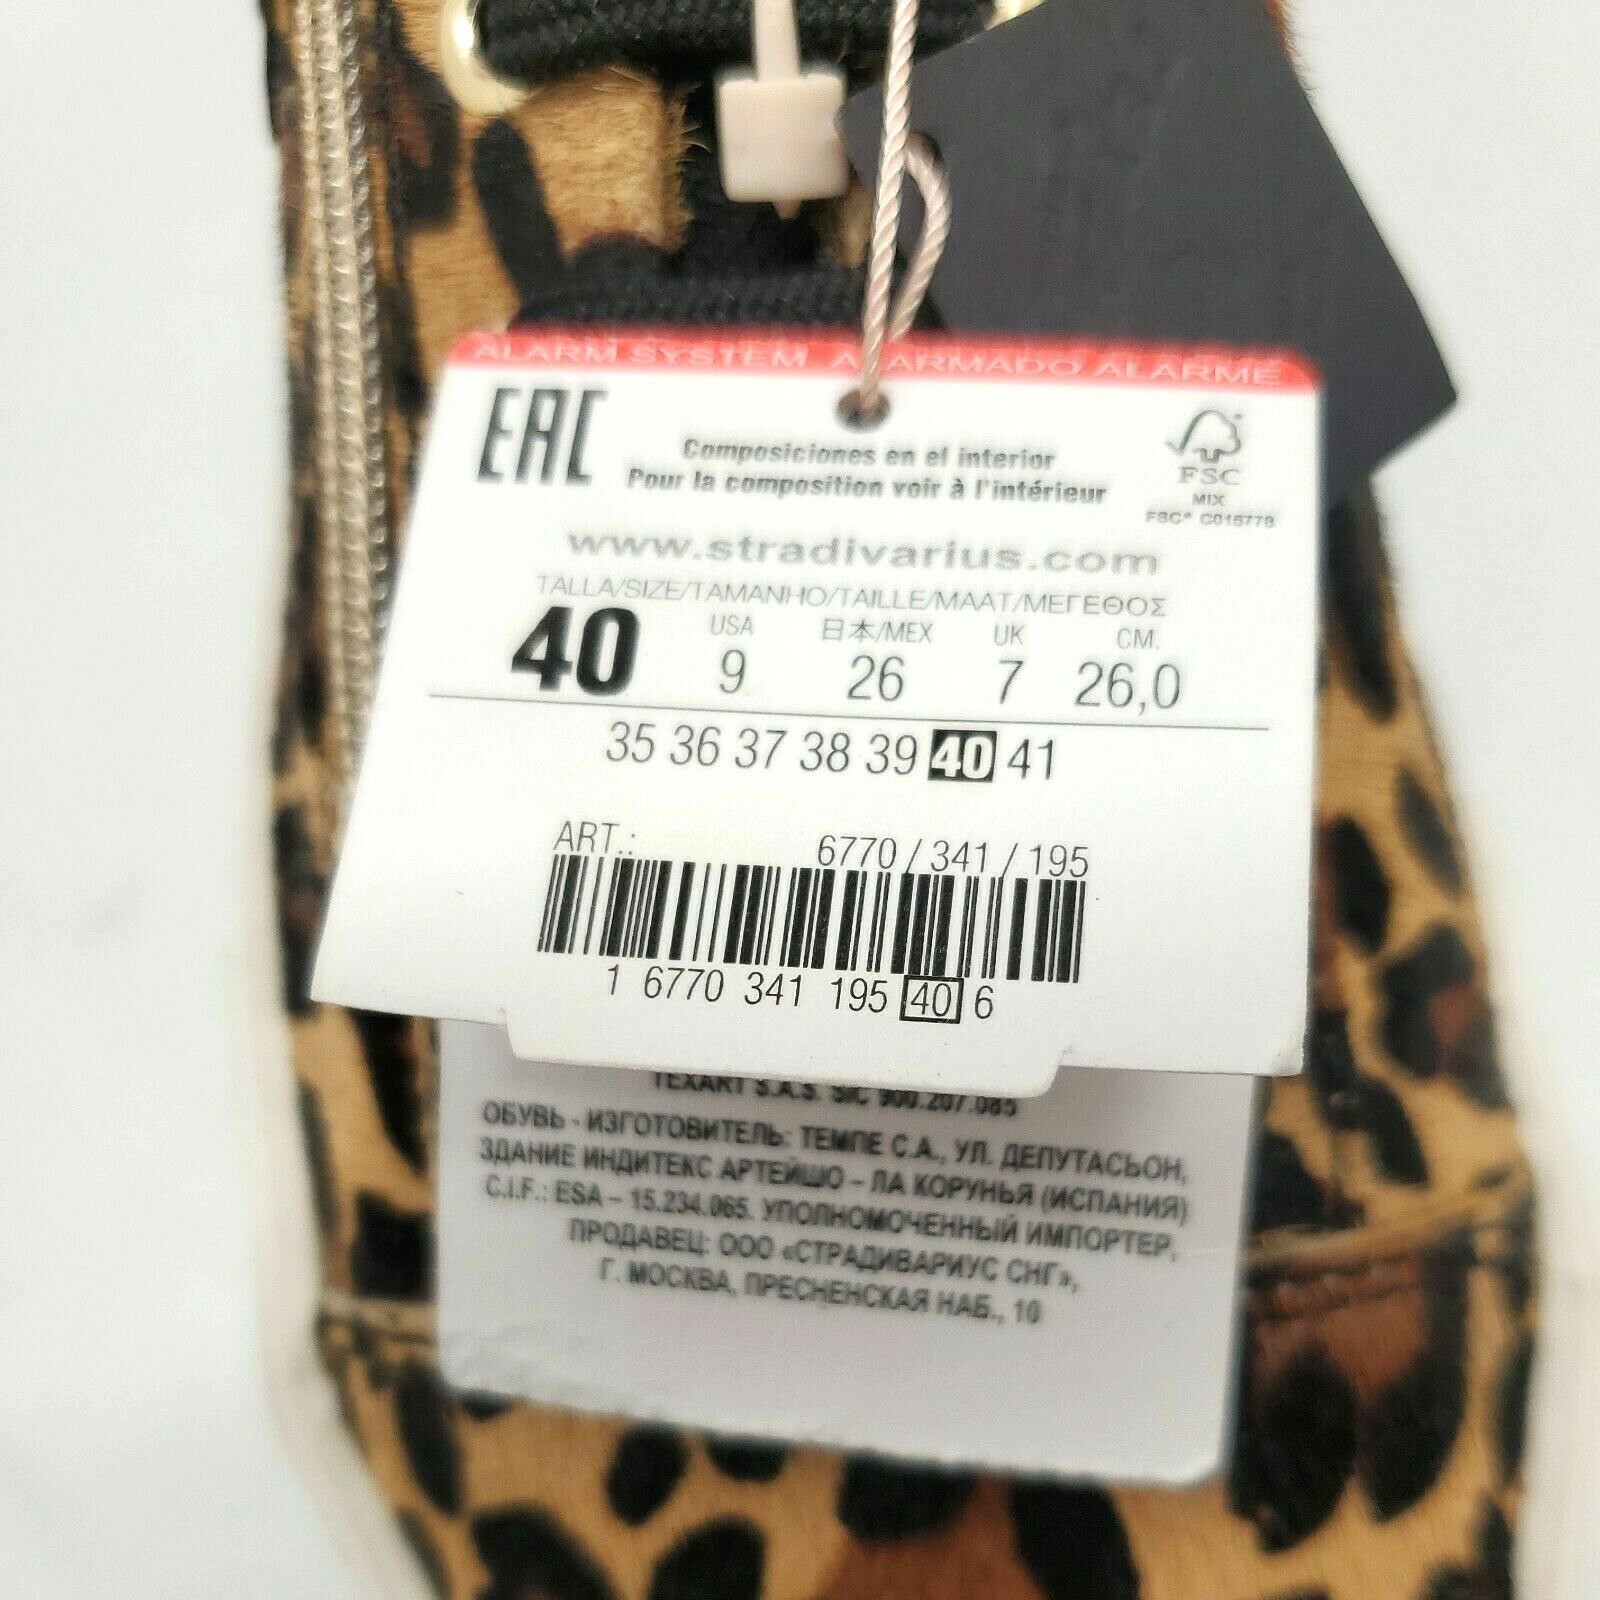 ALARM SYSTEM ALARMADO ALARME
EAC
Composiciones en el interior
Pour la composition voir à l'intérieur
FSC
MIX
FSC® C015778
www.stradivarius.com
TALLA/SIZE/TAMANHO/TAILLE/MAAT/ΜΕΓΕΘΟΣ
USA 日本/MEX UK CM.
40 9 26 7 26,0
35 36 37 38 39 40 41
ART.: 6770 / 341 / 195
1 6770 341 195 40 6
TEXART S.A.S. SIC 900.207.085
ОБУВЬ - ИЗГОТОВИТЕЛЬ: ТЕМПЕ С.А., УЛ. ДЕПУТАСЬОН,
ЗДАНИЕ ИНДИТЕКС АРТЕЙШО – ЛА КОРУНЬЯ (ИСПАНИЯ)
C.I.F.: ESA – 15.234.065. УПОЛНОМОЧЕННЫЙ ИМПОРТЕР,
ПРОДАВЕЦ: ООО «СТРАДИВАРИУС СНГ»,
Г. МОСКВА, ПРЕСНЕНСКАЯ НАБ., 10